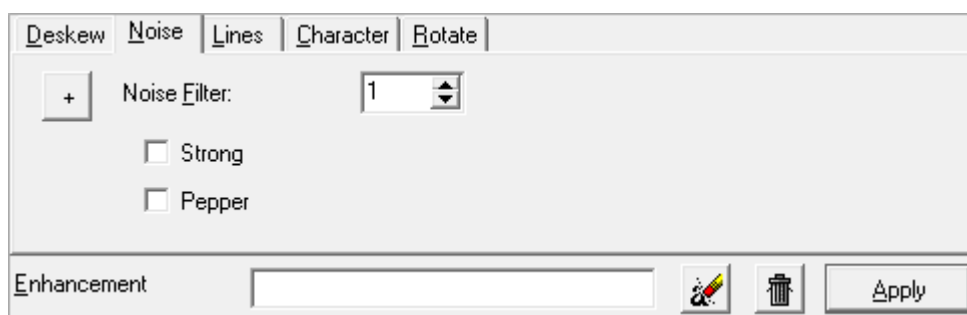 Deskew Noise Lines Character Rotate
+ Noise Filter: 1
Strong
Pepper
Enhancement a Apply